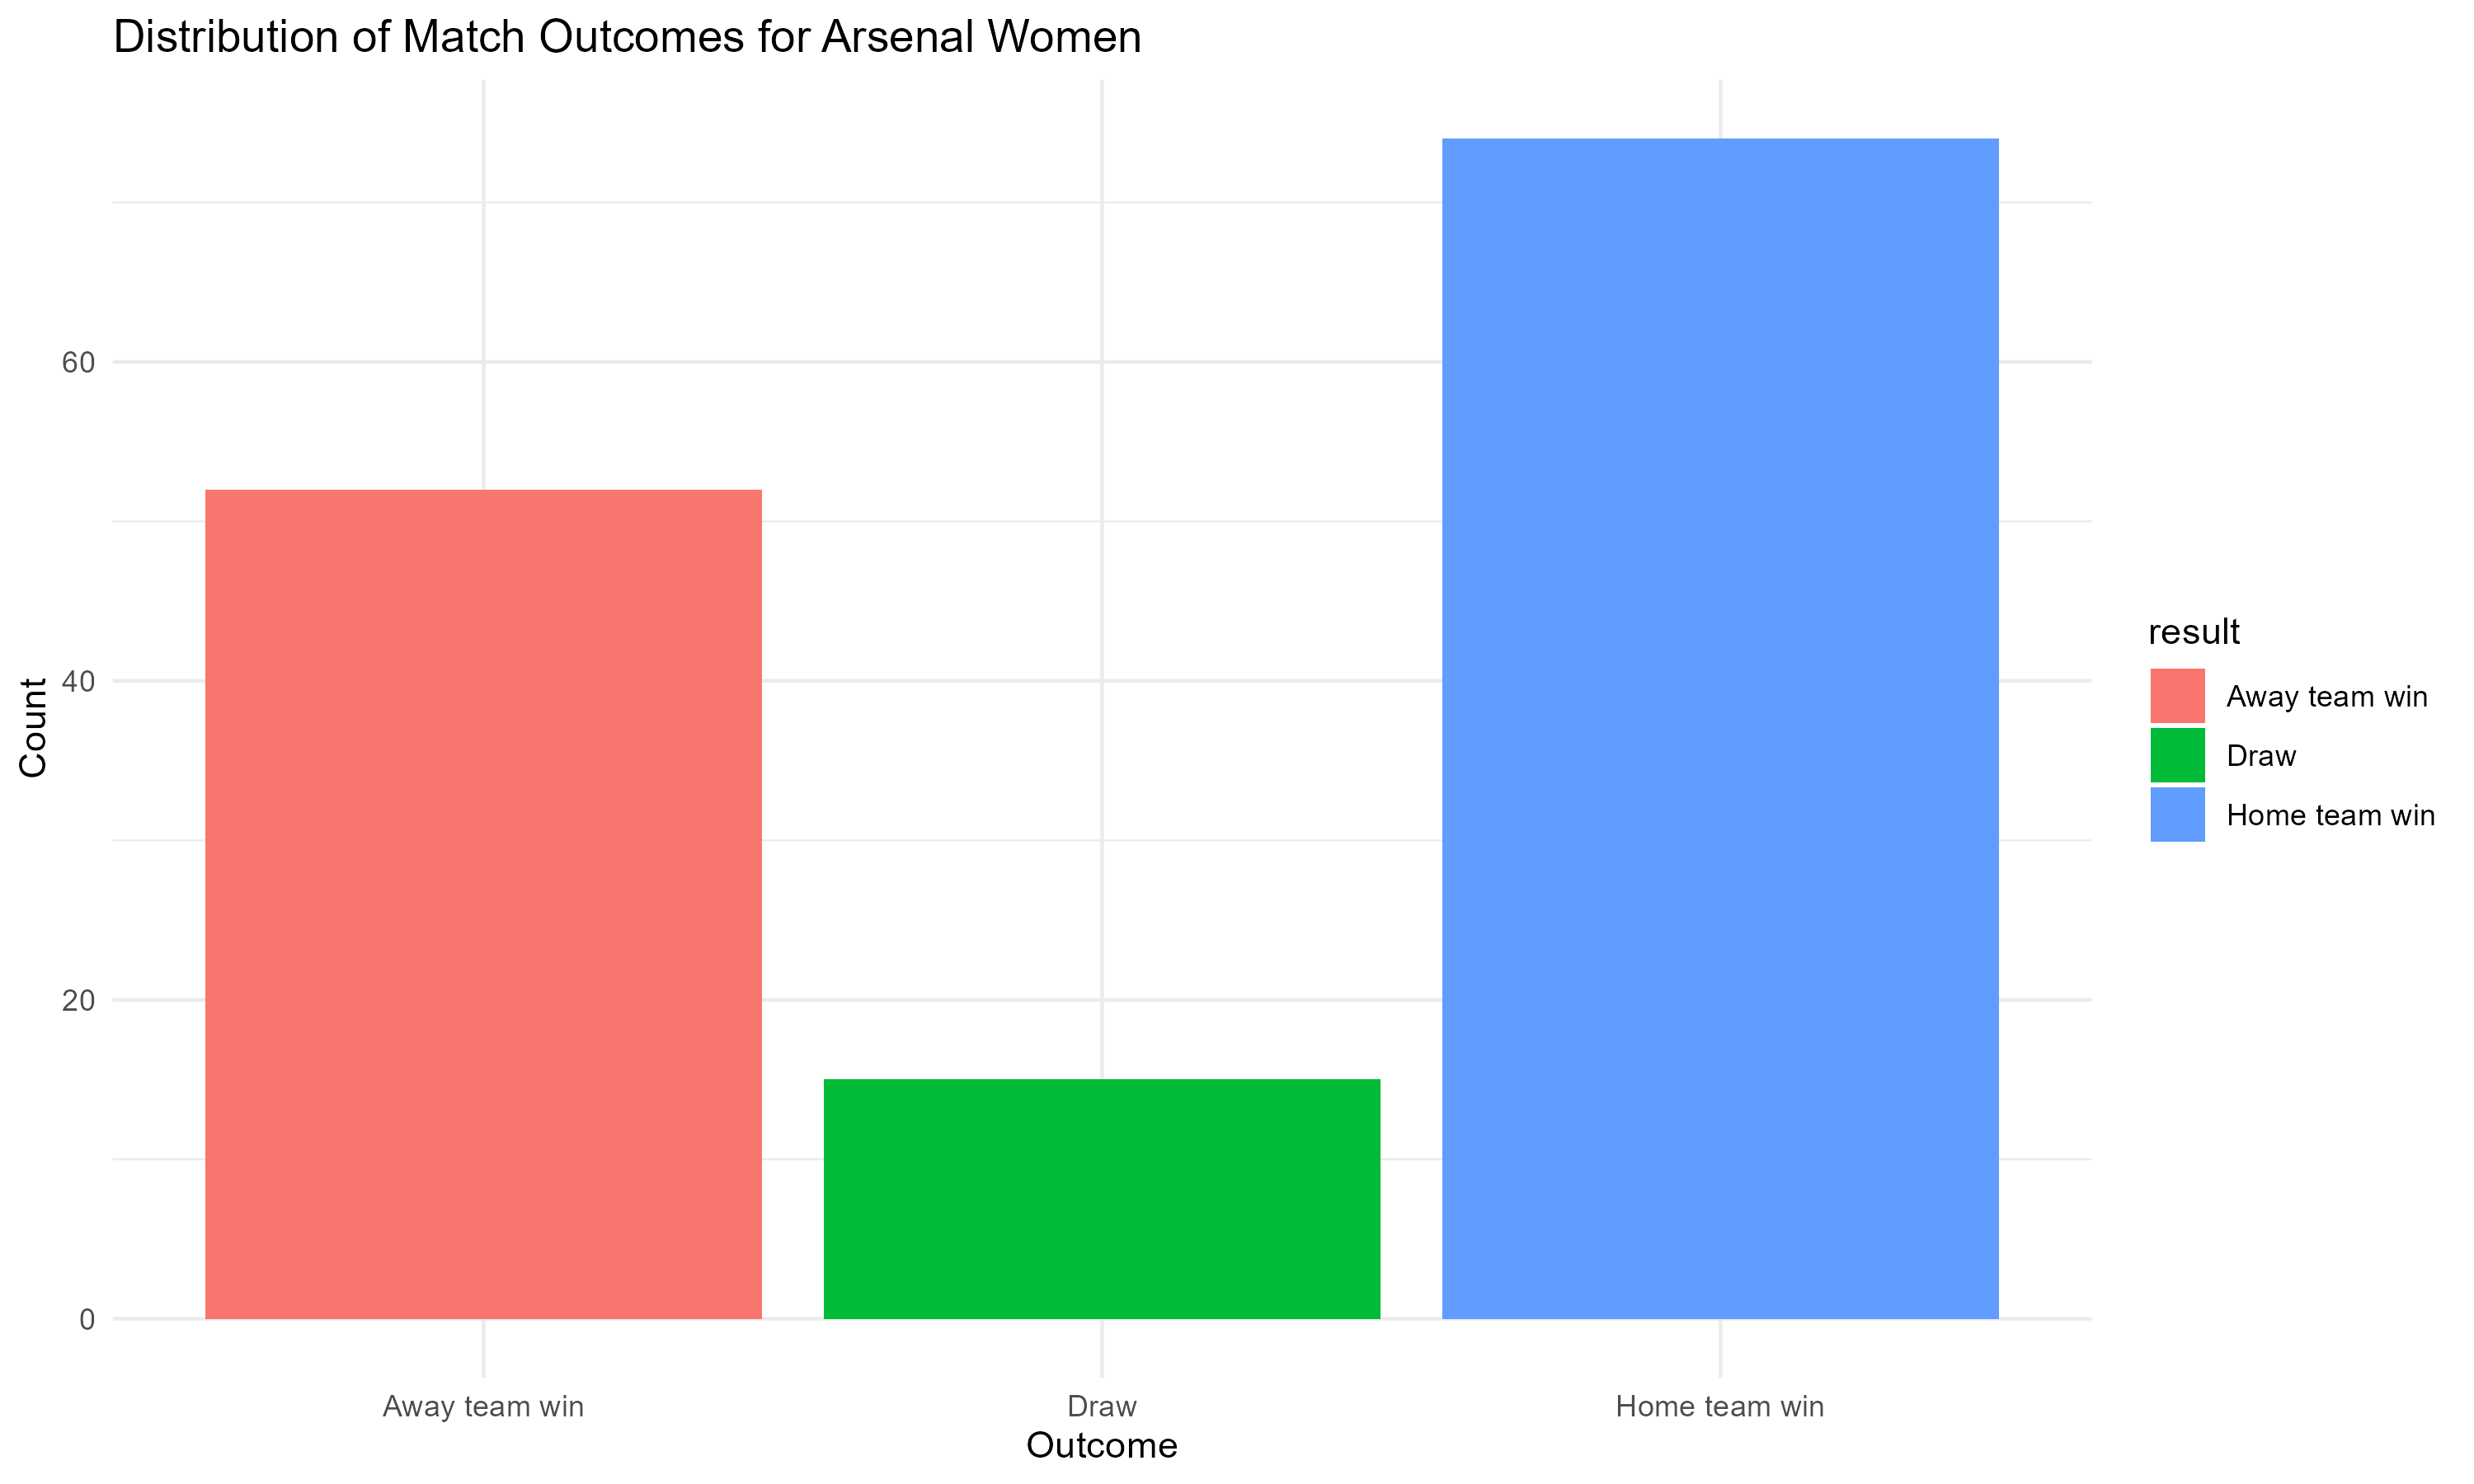 Distribution of Match Outcomes for Arsenal Women
Count
60
40
20
0
Away team win
Draw
Home team win
Outcome
result
Away team win
Draw
Home team win